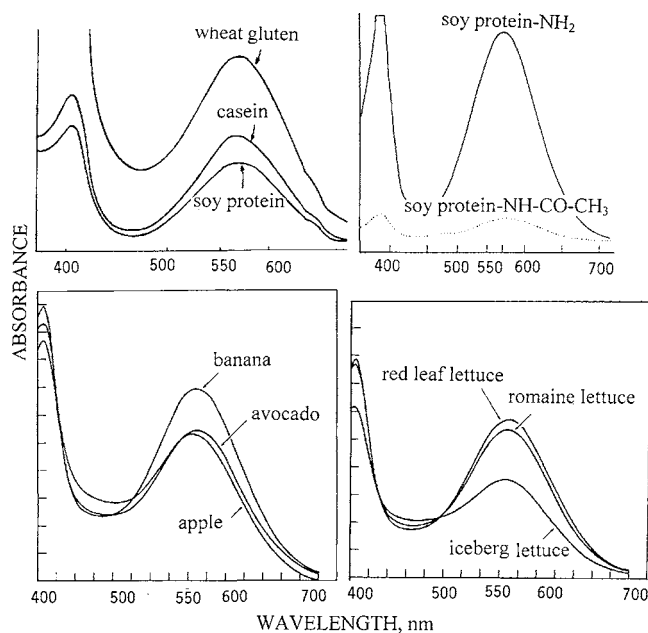 wheat gluten
casein
soy protein
400 500 600
soy protein-NH₂
soy protein-NH-CO-CH₃
400 500 550 600 700
ABSORBANCE
banana
avocado
apple
400 500 550 600 700
red leaf lettuce
romaine lettuce
iceberg lettuce
400 500 550 600 700
WAVELENGTH, nm